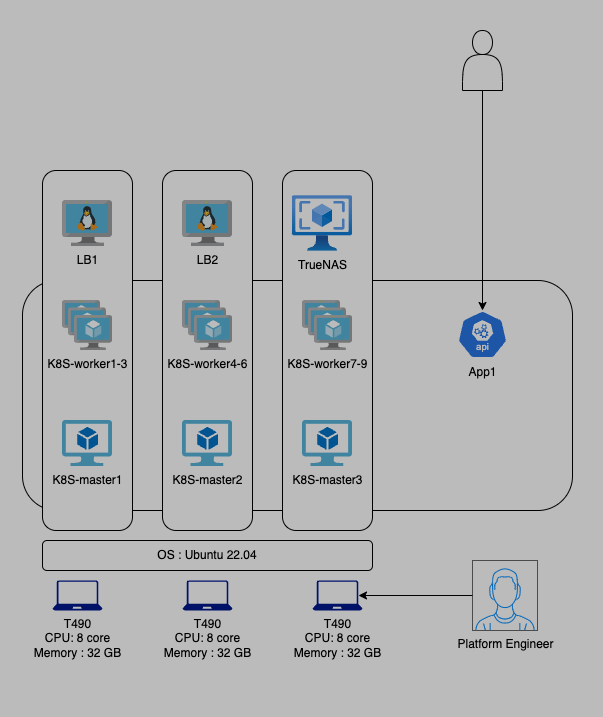 LB1
LB2
TrueNAS
K8S-worker1-3
K8S-worker4-6
K8S-worker7-9
api
App1
K8S-master1
K8S-master2
K8S-master3
OS : Ubuntu 22.04
T490
CPU: 8 core
Memory : 32 GB
T490
CPU: 8 core
Memory : 32 GB
T490
CPU: 8 core
Memory : 32 GB
Platform Engineer